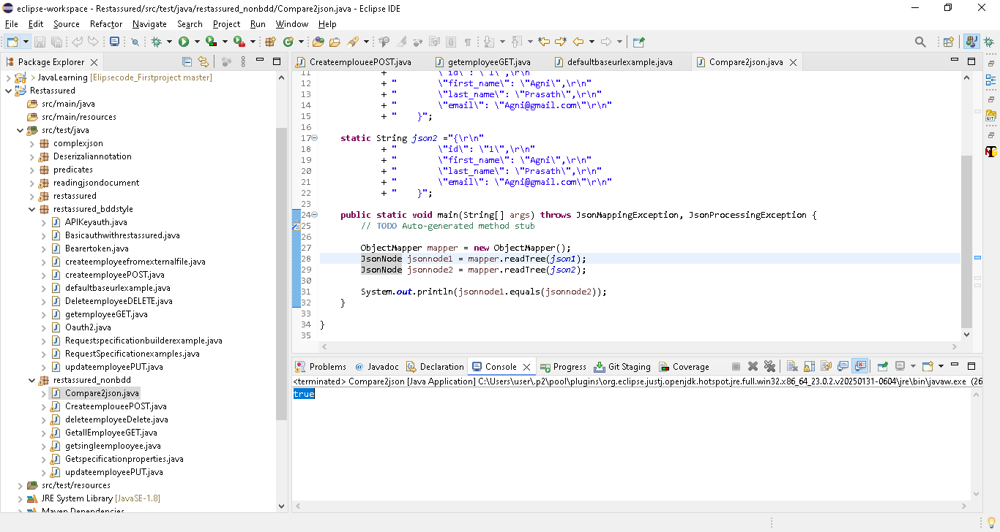 eclipse-workspace - Restassured/src/test/java/restassured_nonbdd/Compare2json.java - Eclipse IDE
File Edit Source Refactor Navigate Search Project Run Window Help
Package Explorer
> JavaLearning [Elipsecode_Firstproject master]
Restassured
src/main/java
src/main/resources
src/test/java
complexjson
Deserizaliannotation
predicates
readingjsondocument
restassured
restassured_bddstyle
APIKeyauth.java
Basicauthwithrestassured.java
Bearertoken.java
createemployeefromexternalfile.java
createemployeePOST.java
defaultbaseurlexample.java
DeleteemployeeDELETE.java
getemployeeGET.java
Oauth2.java
Requestspecificationbuilderexample.java
RequestSpecificationexamples.java
updateemployeePUT.java
restassured_nonbdd
Compare2json.java
CreateemploueePOST.java
deleteemployeeDelete.java
GetallEmployeeGET.java
getsingleemplooyee.java
Getspecificationproperties.java
updateemployeePUT.java
src/test/resources
JRE System Library [JavaSE-1.8]
Maven Dependencies
CreateemploueePOST.java getemployeeGET.java defaultbaseurlexample.java Compare2json.java
11 + " \"id\": \"1\",\r\n"
12 + " \"first_name\": \"Agni\",\r\n"
13 + " \"last_name\": \"Prasath\",\r\n"
14 + " \"email\": \"Agni@gmail.com\"\r\n"
15 + " }";
16
17 static String json2 ="{\r\n"
18 + " \"id\": \"1\",\r\n"
19 + " \"first_name\": \"Agni\",\r\n"
20 + " \"last_name\": \"Prasath\",\r\n"
21 + " \"email\": \"Agni@gmail.com\"\r\n"
22 + " }";
23
24 public static void main(String[] args) throws JsonMappingException, JsonProcessingException {
25 // TODO Auto-generated method stub
26
27 ObjectMapper mapper = new ObjectMapper();
28 JsonNode jsonnode1 = mapper.readTree(json1);
29 JsonNode jsonnode2 = mapper.readTree(json2);
30
31 System.out.println(jsonnode1.equals(jsonnode2));
32 }
33
34 }
35
Problems Javadoc Declaration Console Progress Git Staging Coverage
<terminated> Compare2json [Java Application] C:\Users\user\.p2\pool\plugins\org.eclipse.justj.openjdk.hotspot.jre.full.win32.x86_64_23.0.2.v20250131-0604\jre\bin\javaw.exe (26
true